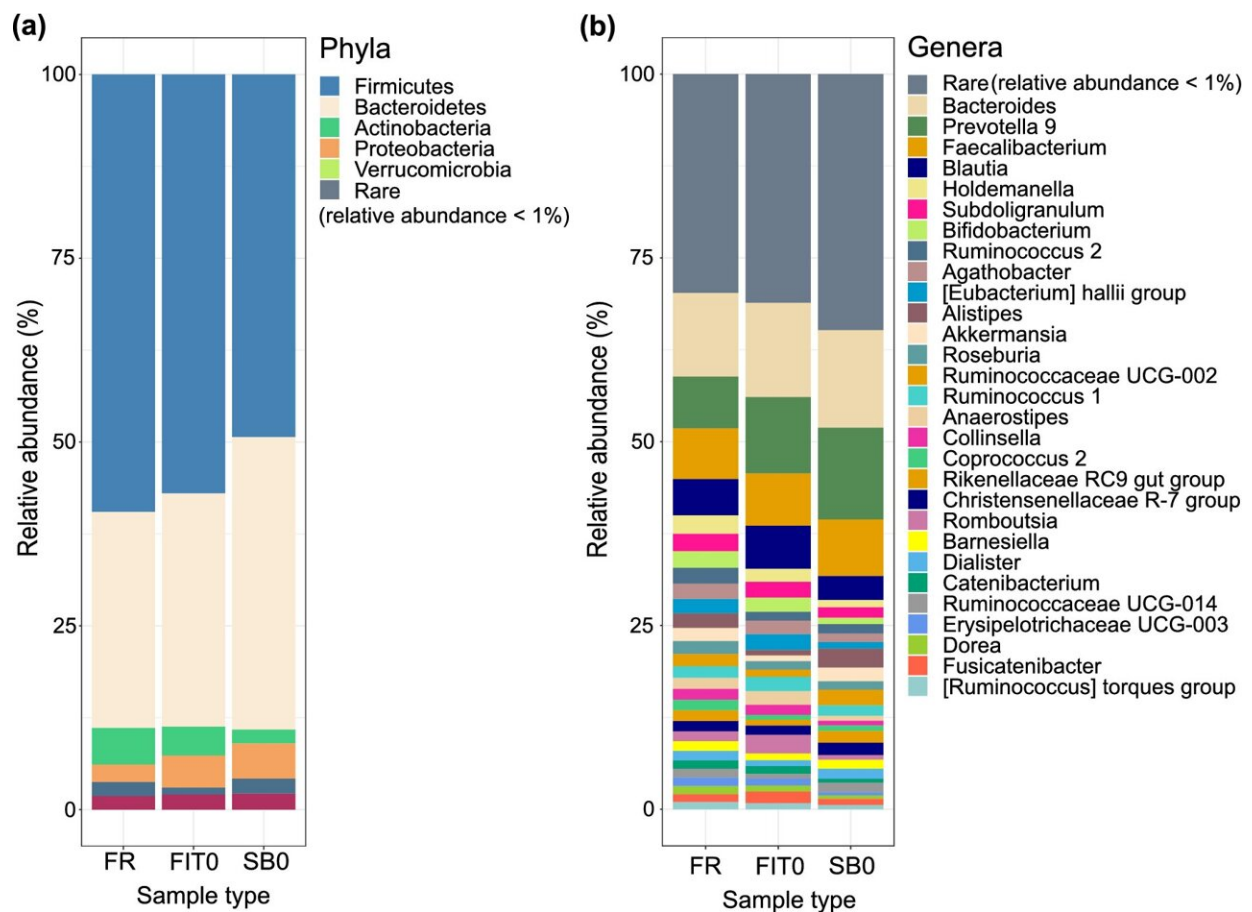 (a)
Phyla
Firmicutes
Bacteroidetes
Actinobacteria
Proteobacteria
Verrucomicrobia
Rare
(relative abundance < 1%)
100
75
50
25
0
Relative abundance (%)
FR FIT0 SB0
Sample type
(b)
Genera
Rare (relative abundance < 1%)
Bacteroides
Prevotella 9
Faecalibacterium
Blautia
Holdemanella
Subdoligranulum
Bifidobacterium
Ruminococcus 2
Agathobacter
[Eubacterium] hallii group
Alistipes
Akkermansia
Roseburia
Ruminococcaceae UCG-002
Ruminococcus 1
Anaerostipes
Collinsella
Coprococcus 2
Rikenellaceae RC9 gut group
Christensenellaceae R-7 group
Romboutsia
Barnesiella
Dialister
Catenibacterium
Ruminococcaceae UCG-014
Erysipelotrichaceae UCG-003
Dorea
Fusicatenibacter
[Ruminococcus] torques group
100
75
50
25
0
Relative abundance (%)
FR FIT0 SB0
Sample type